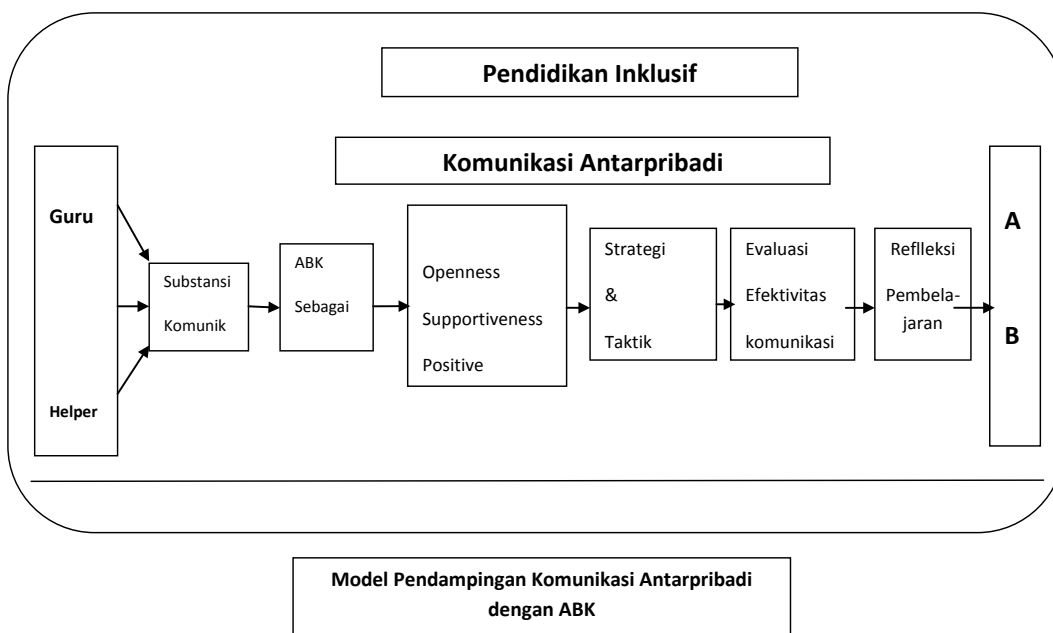 Pendidikan Inklusif
Komunikasi Antarpribadi
Guru
Helper
Substansi
Komunik
ABK
Sebagai
Openness
Supportiveness
Positive
Strategi
&
Taktik
Evaluasi
Efektivitas
komunikasi
Reflleksi
Pembela-
jaran
A
B
Model Pendampingan Komunikasi Antarpribadi
dengan ABK